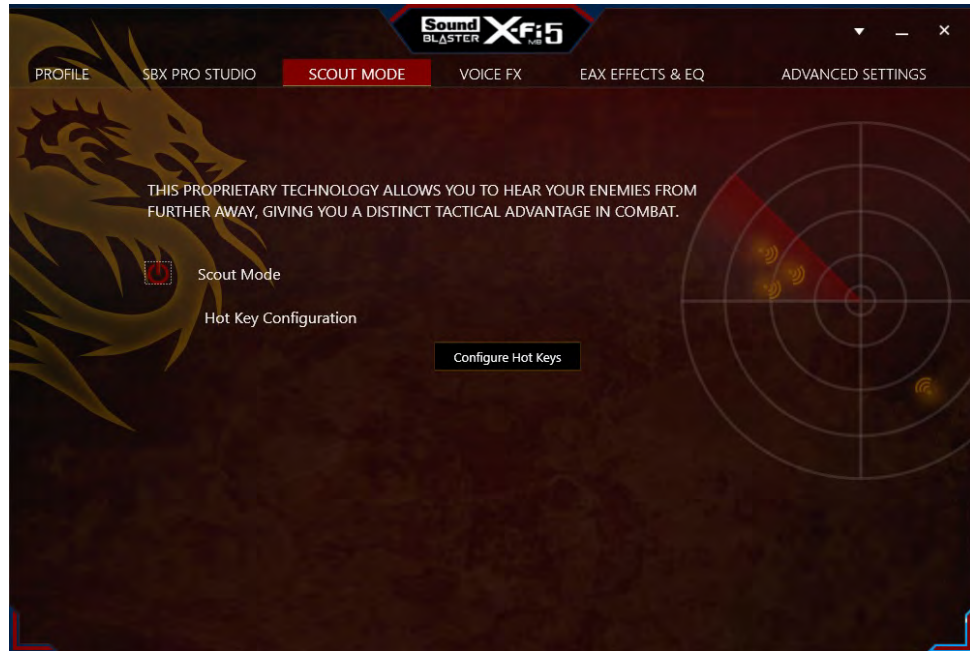 Sound
BLASTER X-Fi 5
MB
PROFILE SBX PRO STUDIO SCOUT MODE VOICE FX EAX EFFECTS & EQ ADVANCED SETTINGS
THIS PROPRIETARY TECHNOLOGY ALLOWS YOU TO HEAR YOUR ENEMIES FROM
FURTHER AWAY, GIVING YOU A DISTINCT TACTICAL ADVANTAGE IN COMBAT.
Scout Mode
Hot Key Configuration
Configure Hot Keys